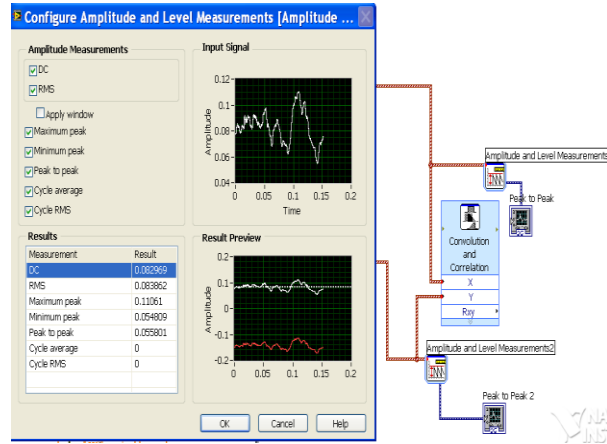 Configure Amplitude and Level Measurements [Amplitude ...
Amplitude Measurements
DC
RMS
Apply window
Maximum peak
Minimum peak
Peak to peak
Cycle average
Cycle RMS
Input Signal
Amplitude
0.12
0.1
0.08
0.06
0.04
0 0.05 0.1 0.15 0.2
Time
Results
Measurement Result
DC 0.082969
RMS 0.083862
Maximum peak 0.11061
Minimum peak 0.054809
Peak to peak 0.055801
Cycle average 0
Cycle RMS 0
Result Preview
Amplitude
0.2
0.1
0
-0.1
-0.2
0 0.05 0.1 0.15 0.2
Time
OK Cancel Help
Amplitude and Level Measurements
Peak to Peak
Convolution
and
Correlation
X
Y
Rxy
Amplitude and Level Measurements2
Peak to Peak 2
NA
INS